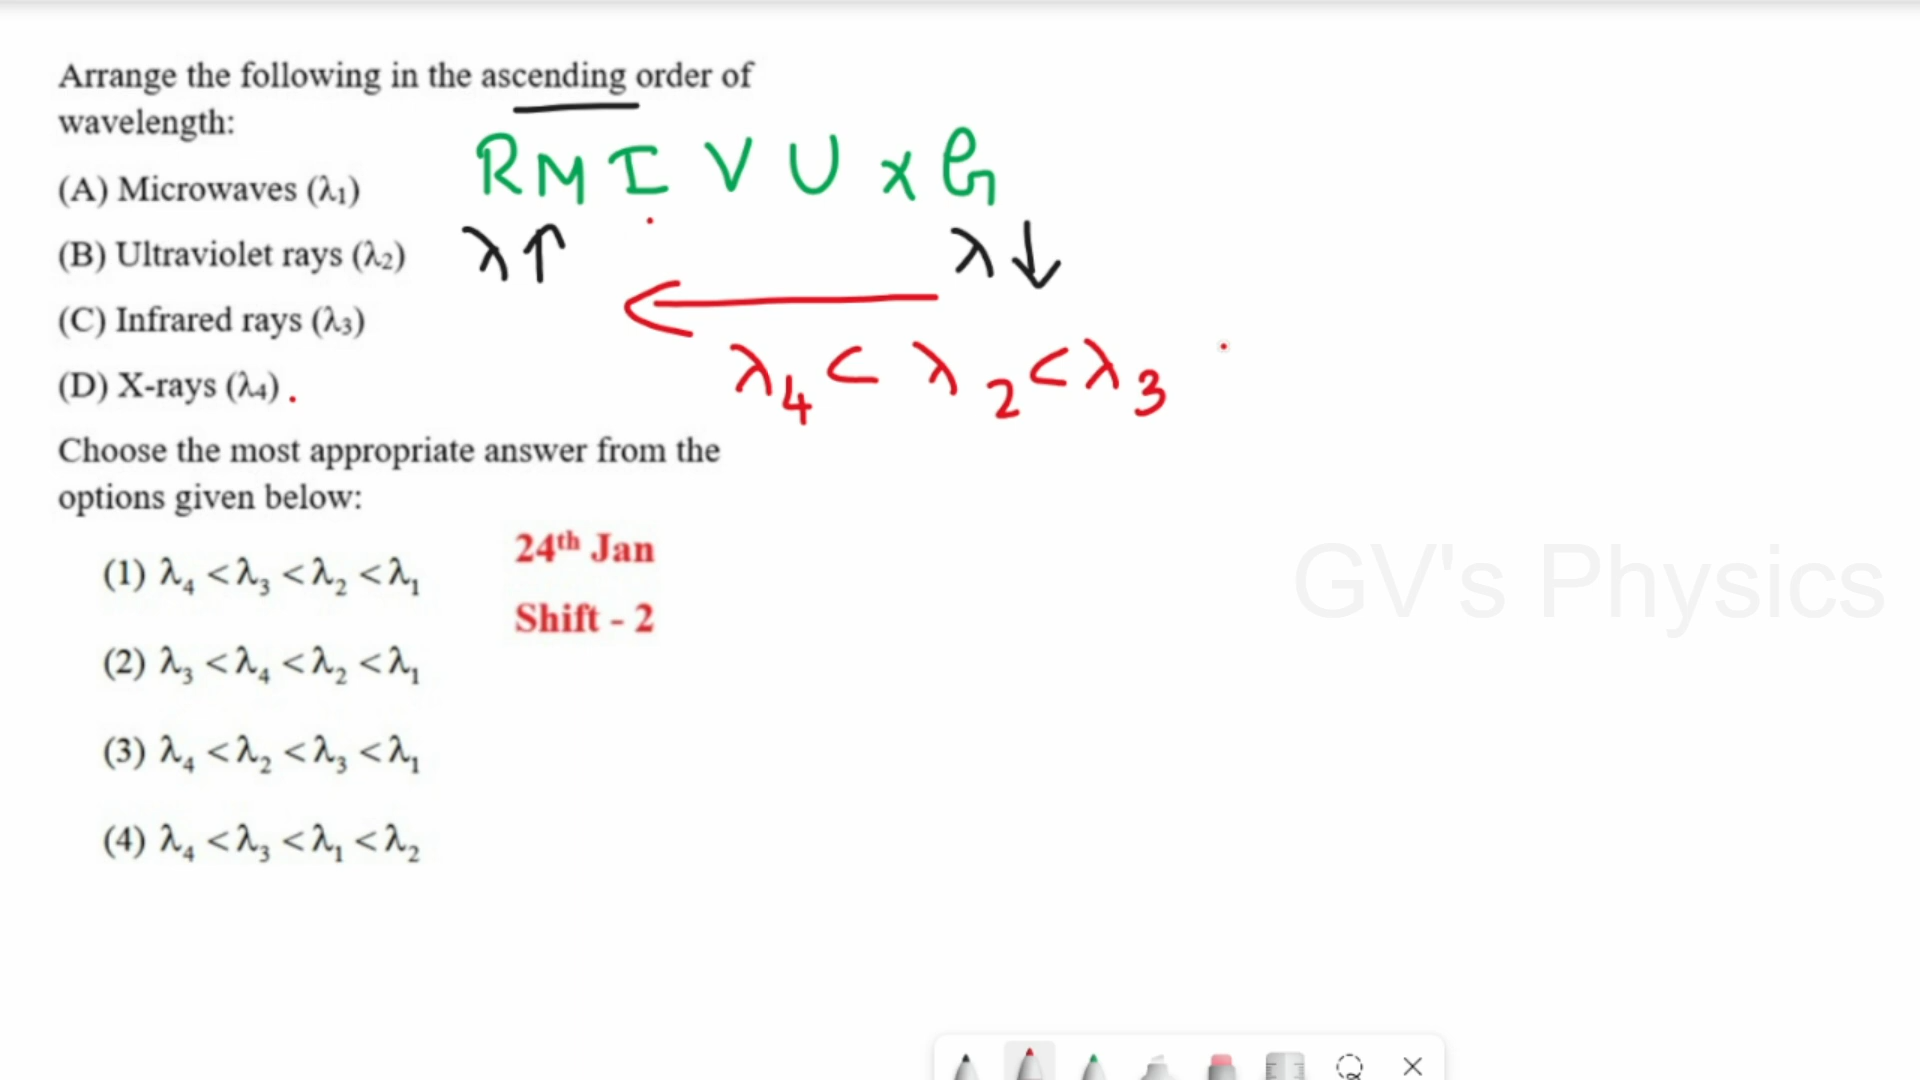 Arrange the following in the ascending order of
wavelength:
R M I V U X G
(A) Microwaves (λ1)
(B) Ultraviolet rays (λ2)
λ↑ λ↓
(C) Infrared rays (λ3)
(D) X-rays (λ4) .
λ4 < λ2 < λ3
Choose the most appropriate answer from the
options given below:
24th Jan
(1) λ4 < λ3 < λ2 < λ1
Shift - 2
GV's Physics
(2) λ3 < λ4 < λ2 < λ1
(3) λ4 < λ2 < λ3 < λ1
(4) λ4 < λ3 < λ1 < λ2